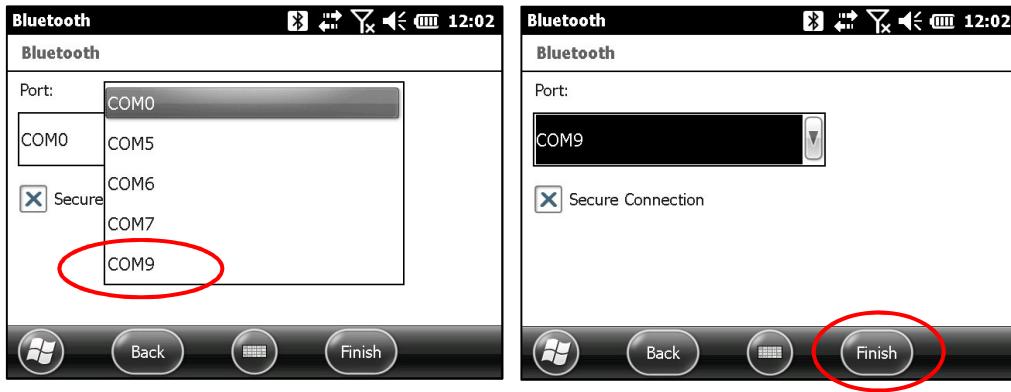 Bluetooth 12:02
Bluetooth
Port:
COM0
COM0
COM5
COM6
COM7
COM9
Secure
Back Finish
Bluetooth 12:02
Bluetooth
Port:
COM9
Secure Connection
Back Finish